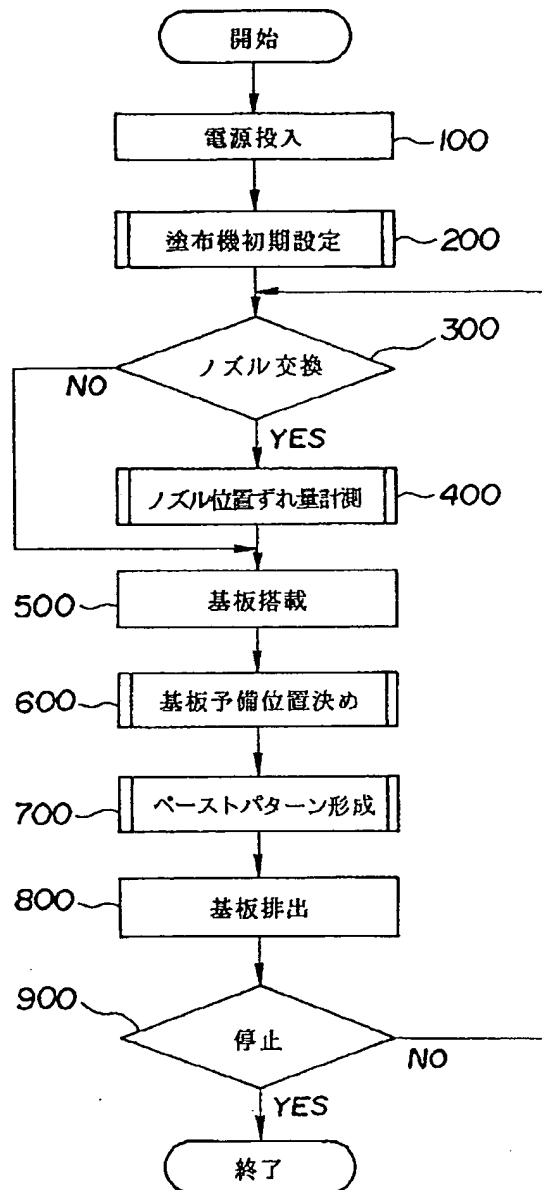 開始
電源投入
100
塗布機初期設定
200
300
ノズル交換
NO
YES
ノズル位置ずれ量計測
400
500
基板搭載
600
基板予備位置決め
700
ペーストパターン形成
800
基板排出
900
停止
NO
YES
終了